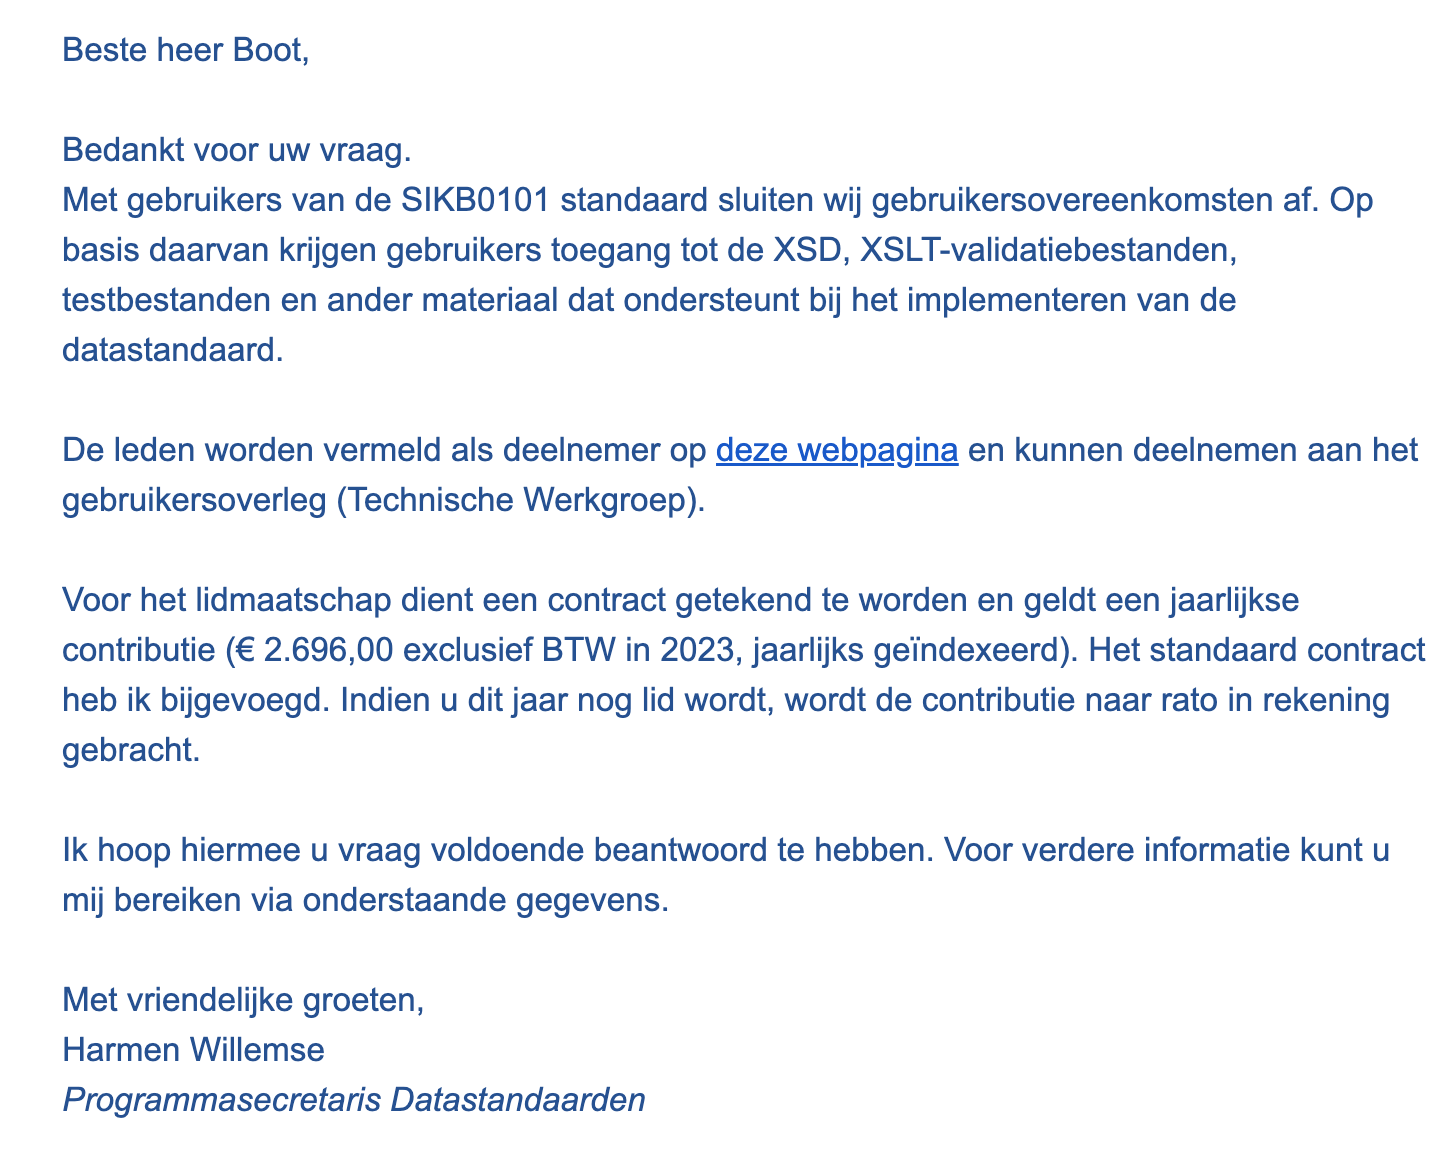 Beste heer Boot,
Bedankt voor uw vraag.
Met gebruikers van de SIKB0101 standaard sluiten wij gebruikersovereenkomsten af. Op
basis daarvan krijgen gebruikers toegang tot de XSD, XSLT-validatiebestanden,
testbestanden en ander materiaal dat ondersteunt bij het implementeren van de
datastandaard.
De leden worden vermeld als deelnemer op deze webpagina en kunnen deelnemen aan het
gebruikersoverleg (Technische Werkgroep).
Voor het lidmaatschap dient een contract getekend te worden en geldt een jaarlijkse
contributie (€ 2.696,00 exclusief BTW in 2023, jaarlijks geïndexeerd). Het standaard contract
heb ik bijgevoegd. Indien u dit jaar nog lid wordt, wordt de contributie naar rato in rekening
gebracht.
Ik hoop hiermee u vraag voldoende beantwoord te hebben. Voor verdere informatie kunt u
mij bereiken via onderstaande gegevens.
Met vriendelijke groeten,
Harmen Willemse
Programmasecretaris Datastandaarden